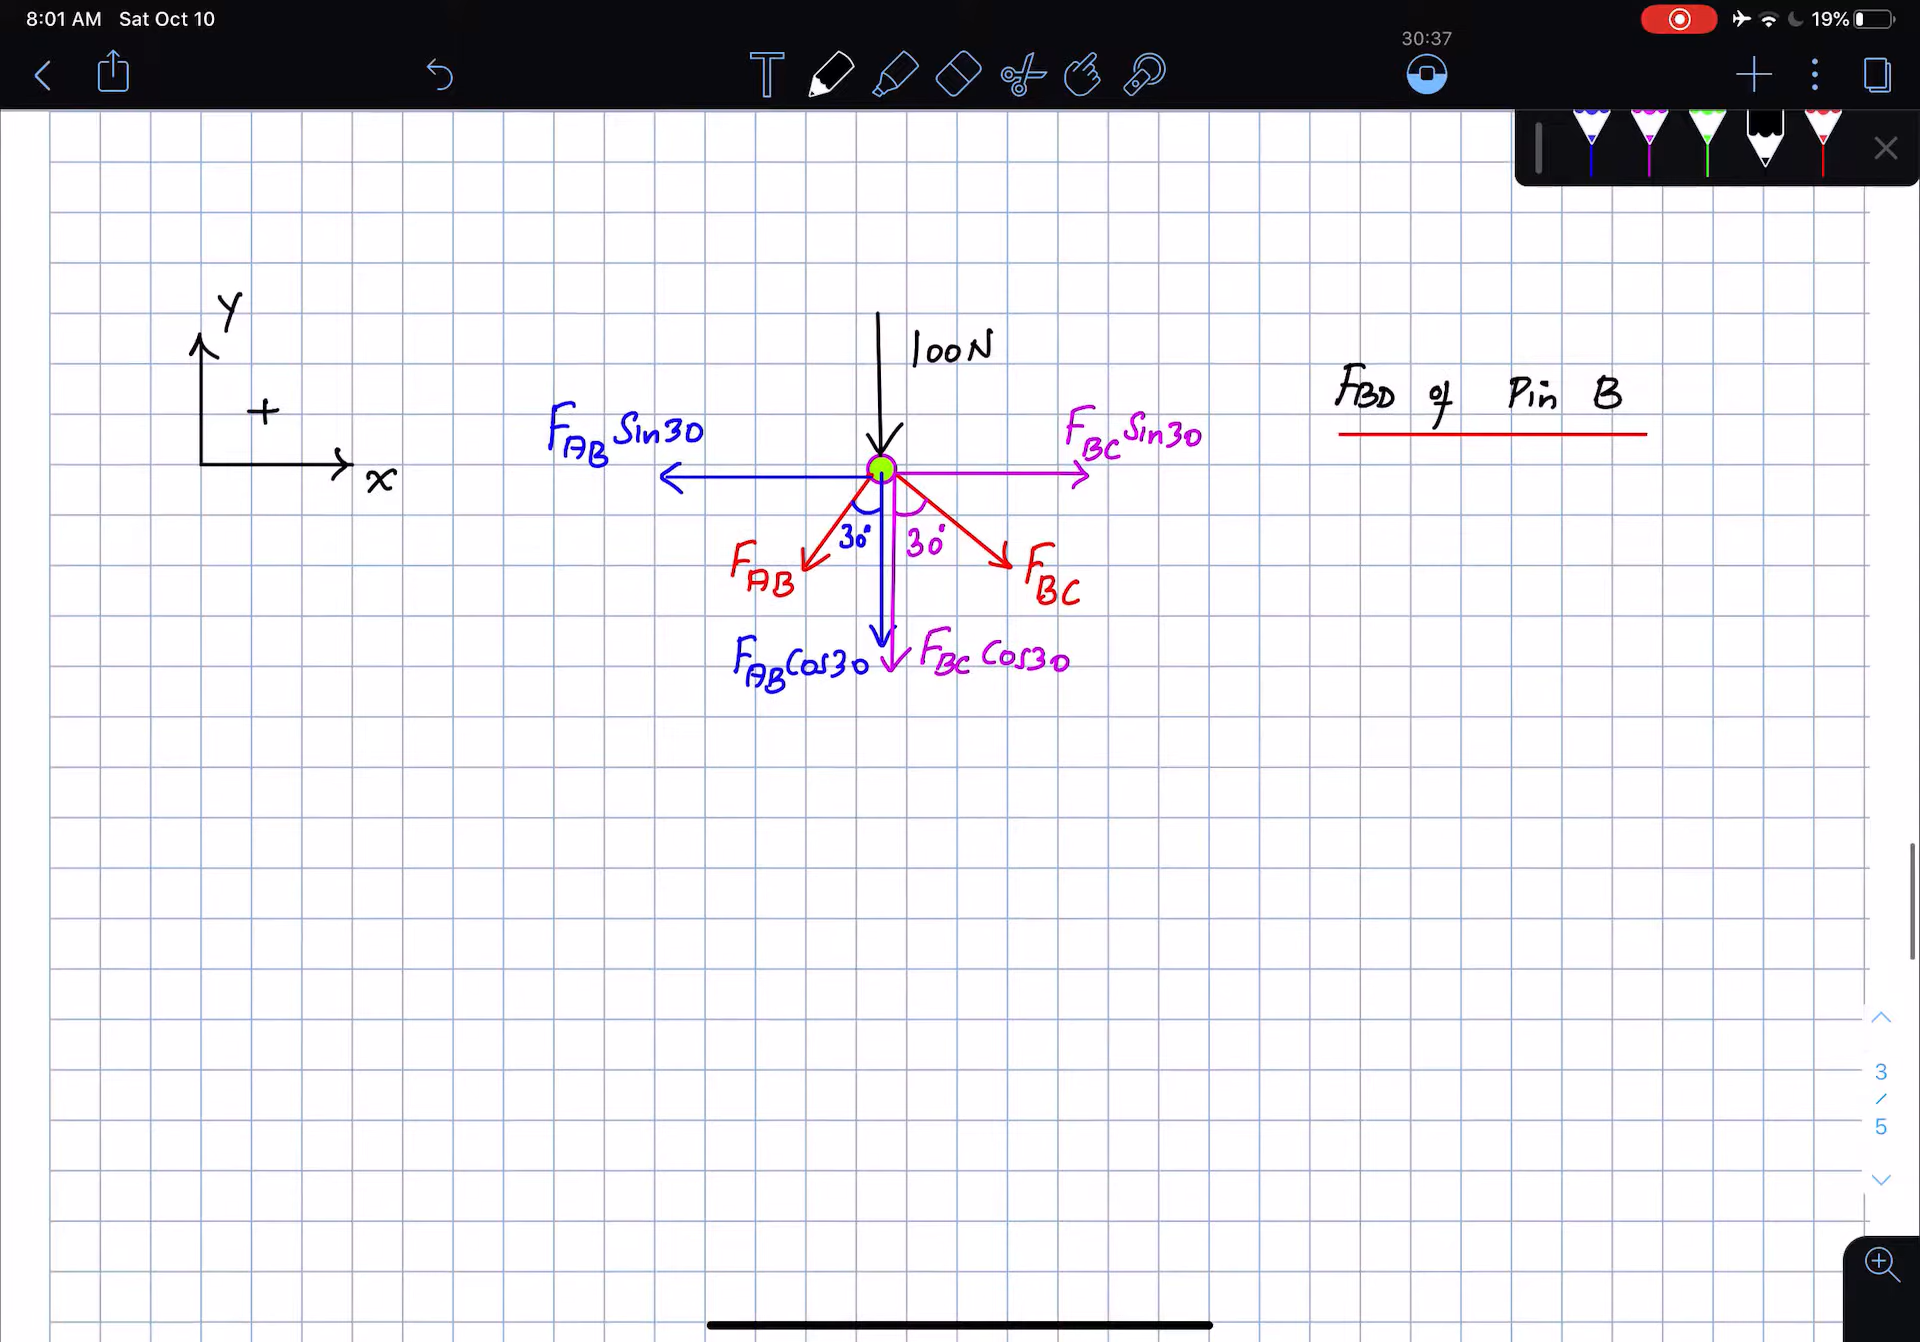 8:01 AM Sat Oct 10
19%
30:37
Y
+
x
100N
FAB Sin30
FBC Sin30
FBD of Pin B
30°
30°
FAB
FBC
FAB Cos30
FBC Cos30
3
/
5